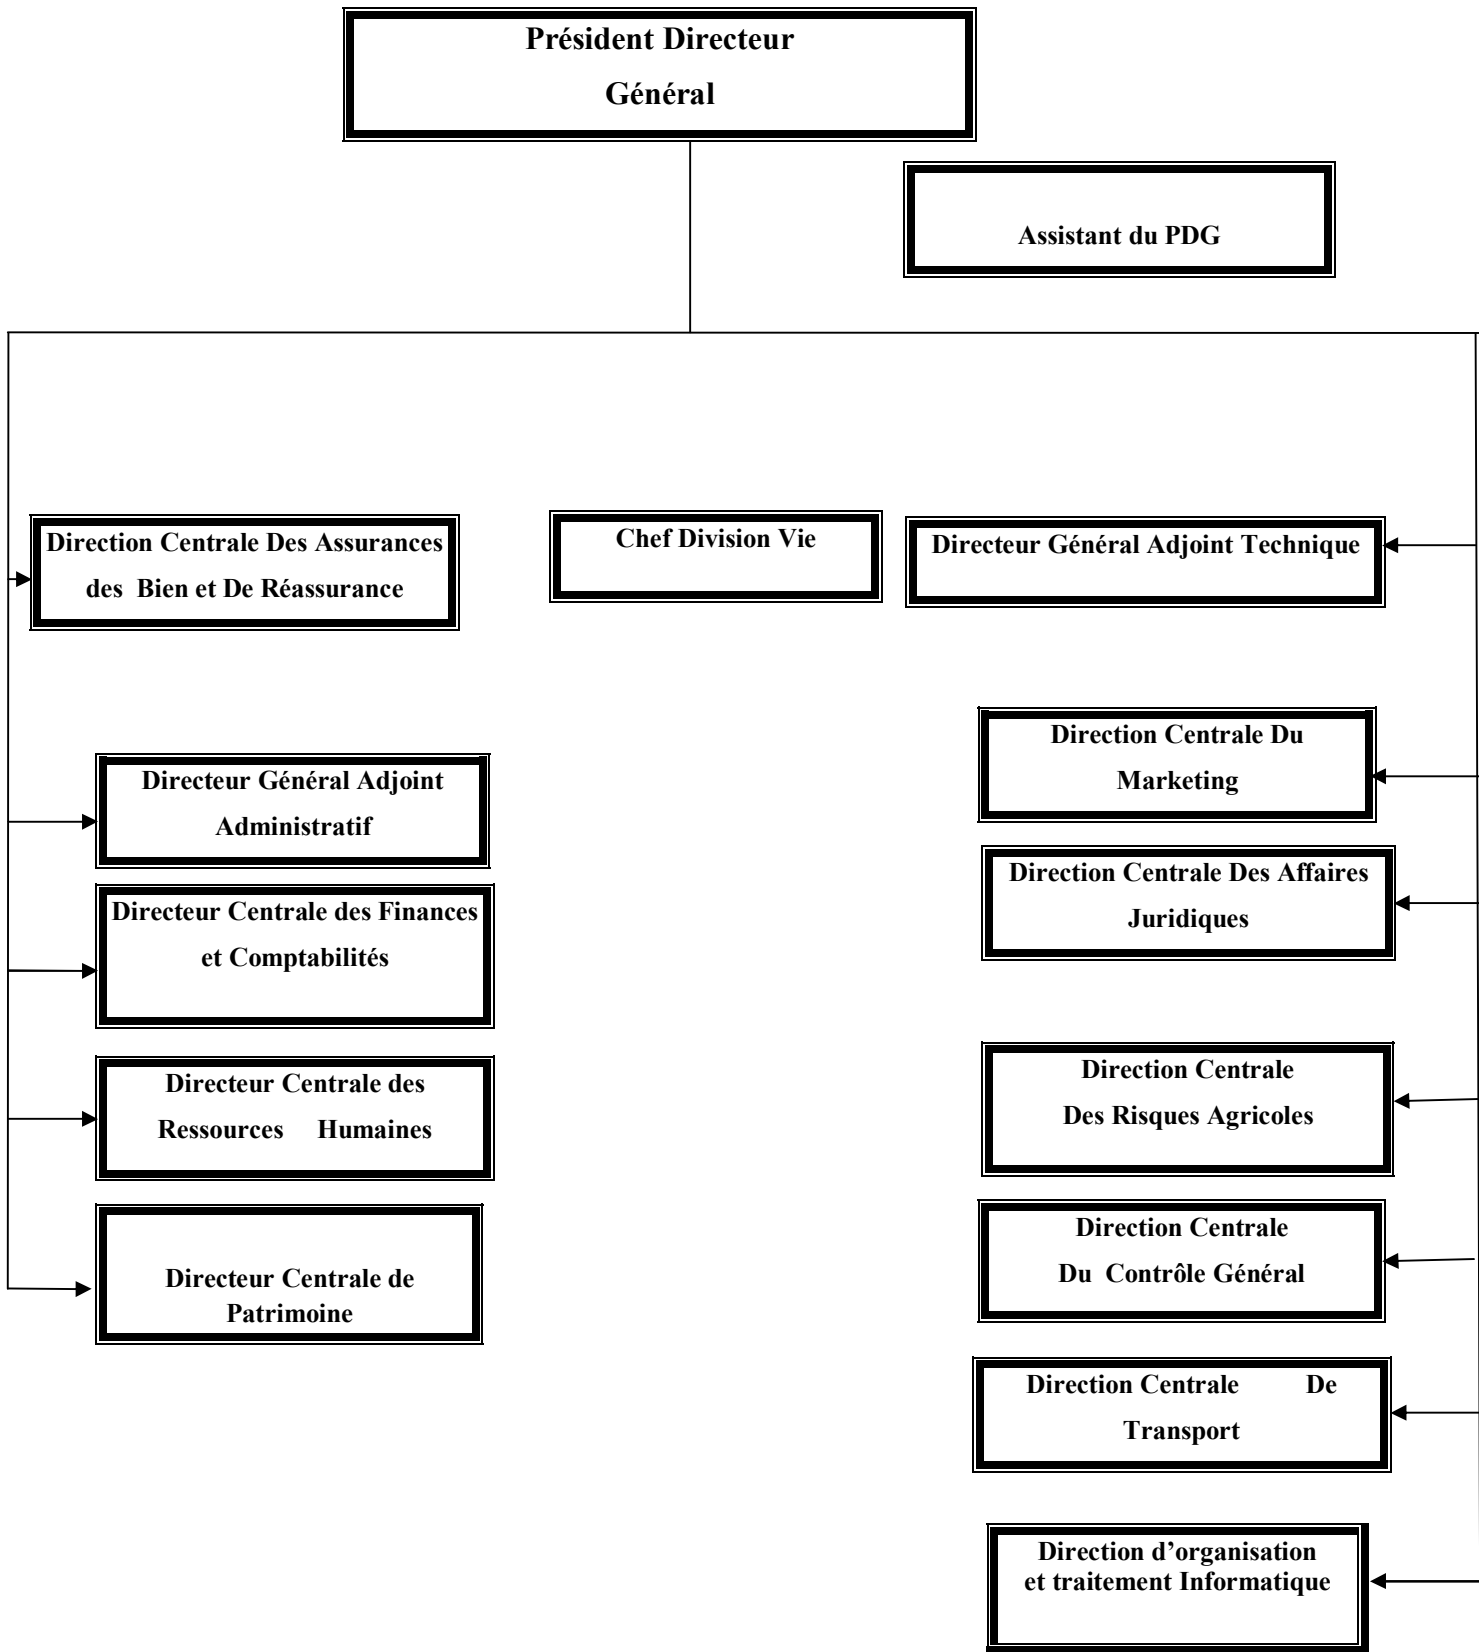 Président Directeur
Général
Assistant du PDG
Direction Centrale Des Assurances
des Bien et De Réassurance
Chef Division Vie
Directeur Général Adjoint Technique
Direction Centrale Du
Marketing
Directeur Général Adjoint
Administratif
Direction Centrale Des Affaires
Juridiques
Directeur Centrale des Finances
et Comptabilités
Direction Centrale
Des Risques Agricoles
Directeur Centrale des
Ressources Humaines
Direction Centrale
Du Contrôle Général
Directeur Centrale de
Patrimoine
Direction Centrale De
Transport
Direction d’organisation
et traitement Informatique